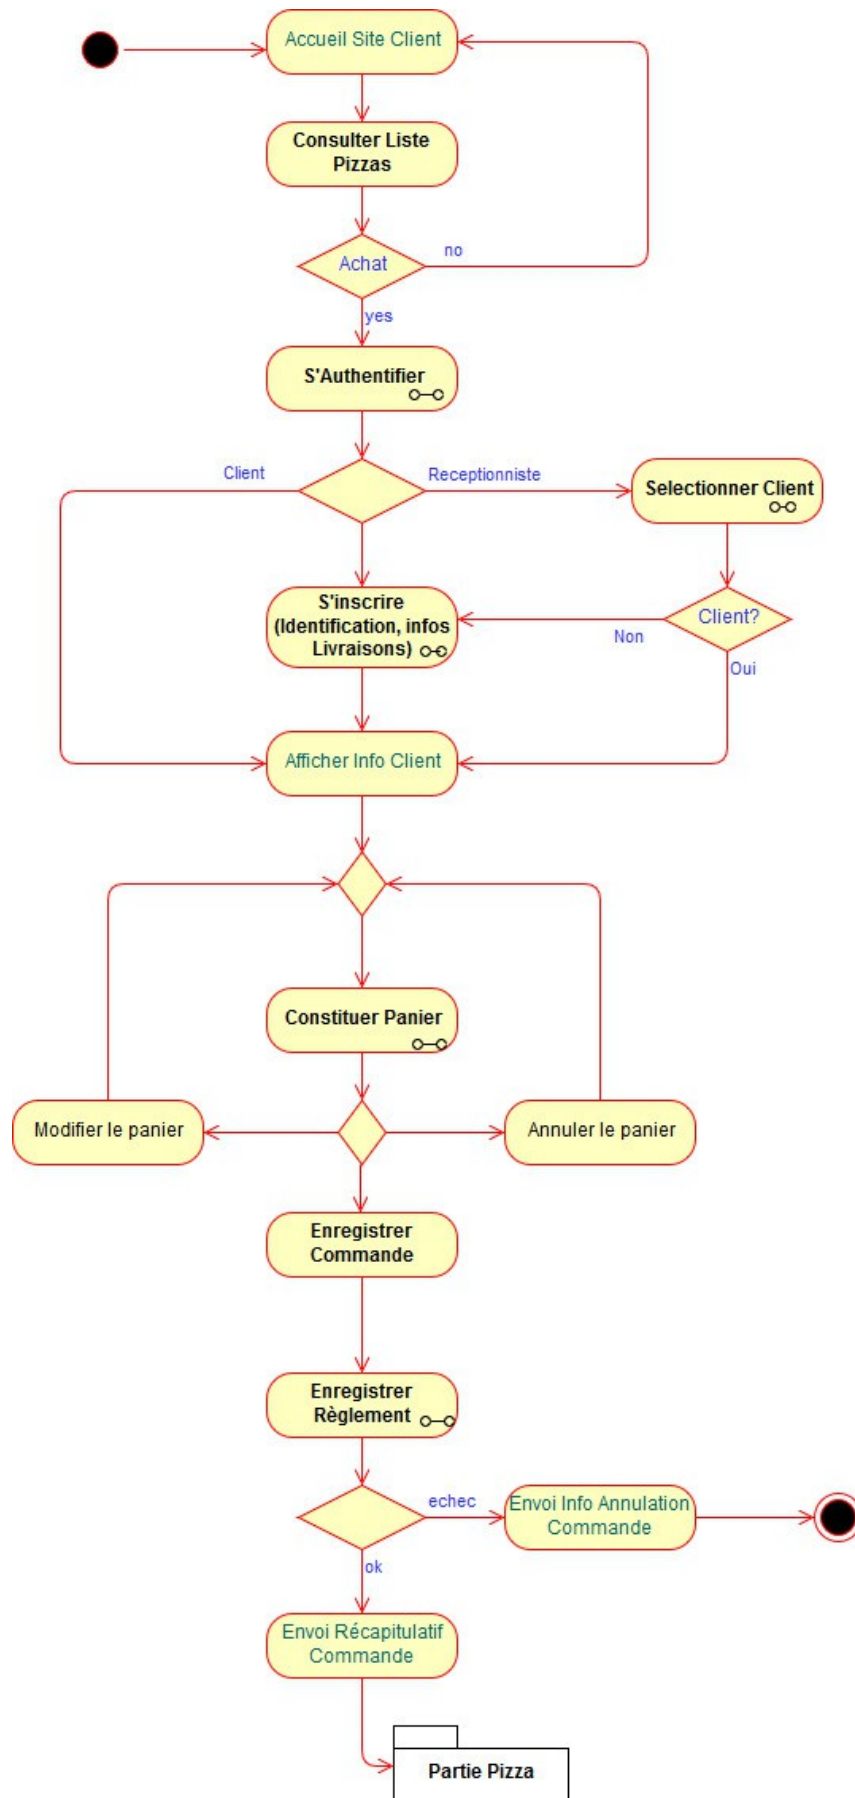 Accueil Site Client
Consulter Liste
Pizzas
Achat
no
yes
S'Authentifier
Client
Receptionniste
Selectionner Client
S'inscrire
(Identification, infos
Livraisons)
Client?
Non
Oui
Afficher Info Client
Constituer Panier
Modifier le panier
Annuler le panier
Enregistrer
Commande
Enregistrer
Règlement
echec
Envoi Info Annulation
Commande
ok
Envoi Récapitulatif
Commande
Partie Pizza